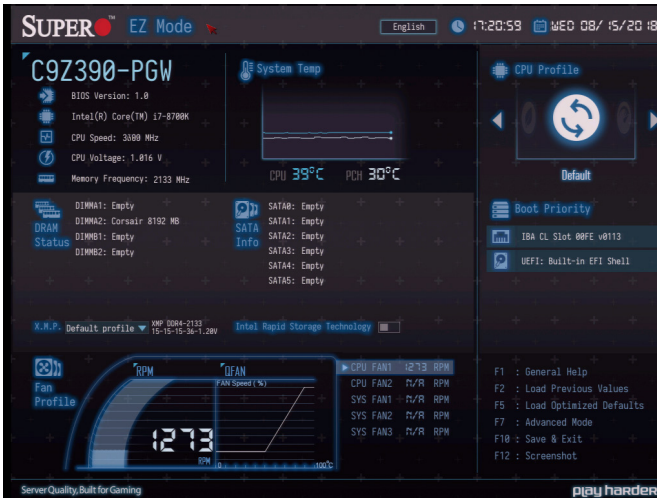 SUPER EZ Mode English 17:20:59 WED 08/ 15/20 18
C9Z390-PGW
BIOS Version: 1.0
Intel(R) Core(TM) i7-8700K
CPU Speed: 3600 MHz
CPU Voltage: 1.016 V
Memory Frequency: 2133 MHz
System Temp
CPU 39°C PCH 30°C
CPU Profile
Default
DRAM Status
DIMMA1: Empty
DIMMA2: Corsair 8192 MB
DIMMB1: Empty
DIMMB2: Empty
SATA Info
SATA0: Empty
SATA1: Empty
SATA2: Empty
SATA3: Empty
SATA4: Empty
SATA5: Empty
Boot Priority
IBA CL Slot 00FE v0113
UEFI: Built-in EFI Shell
X.M.P. Default profile XMP DDR4-2133
15-15-15-36-1.20V
Intel Rapid Storage Technology
Fan
Profile
RPM
1273
RPM
QFAN
FAN Speed ( % )
0 100°C
CPU FAN1 1273 RPM
CPU FAN2 N/A RPM
SYS FAN1 N/A RPM
SYS FAN2 N/A RPM
SYS FAN3 N/A RPM
F1 : General Help
F2 : Load Previous Values
F5 : Load Optimized Defaults
F7 : Advanced Mode
F10 : Save & Exit
F12 : Screenshot
Server Quality, Built for Gaming
play harder